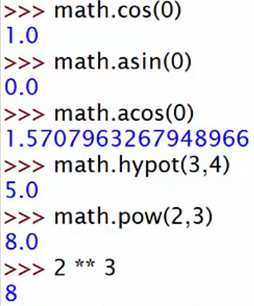 >>> math.cos(0)
1.0
>>> math.asin(0)
0.0
>>> math.acos(0)
1.5707963267948966
>>> math.hypot(3,4)
5.0
>>> math.pow(2,3)
8.0
>>> 2 ** 3
8